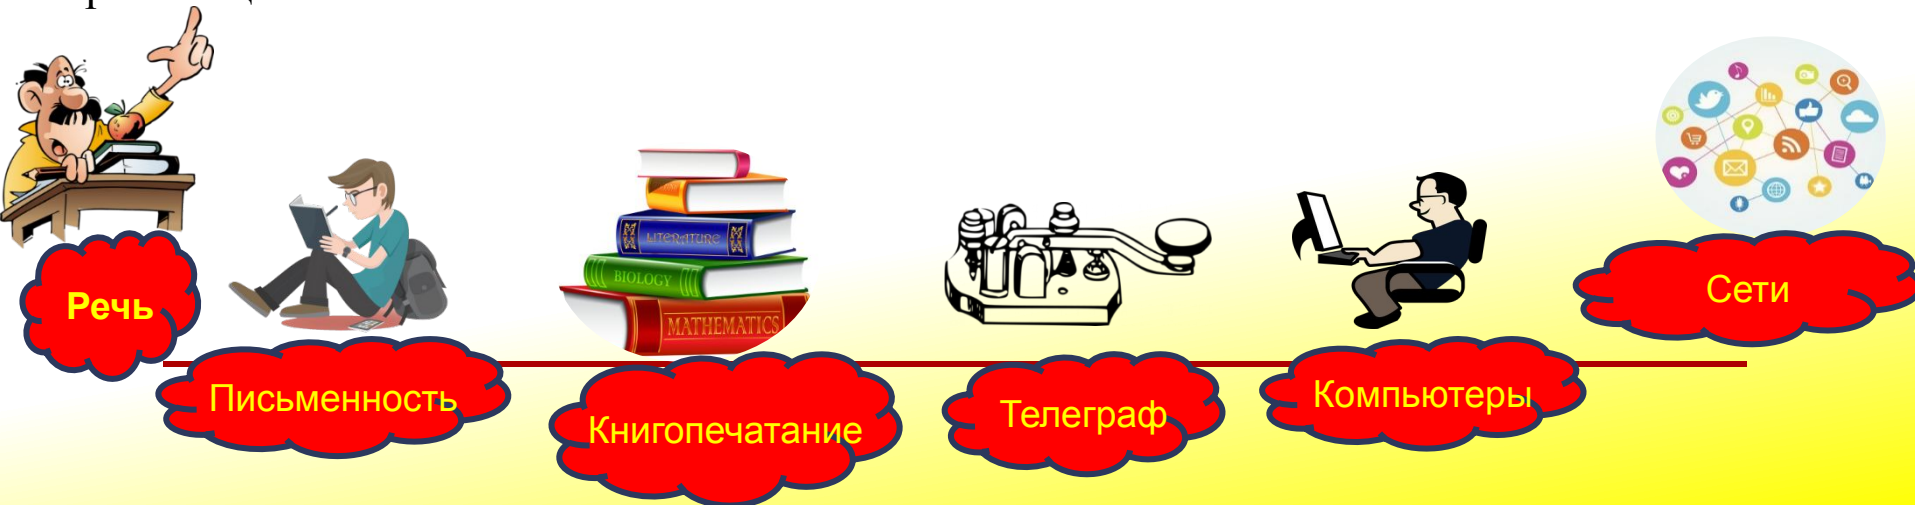 Речь
Письменность
LITERATURE
BIOLOGY
MATHEMATICS
Книгопечатание
Телеграф
Компьютеры
Сети